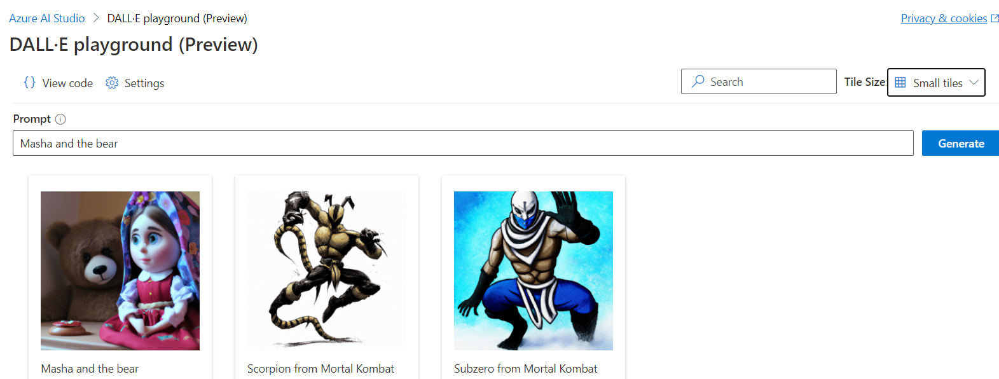 Azure AI Studio > DALL·E playground (Preview)
Privacy & cookies
DALL·E playground (Preview)
{} View code
Settings
Search
Tile Size:
Small tiles
Prompt
Masha and the bear
Generate
Masha and the bear
Scorpion from Mortal Kombat
Subzero from Mortal Kombat